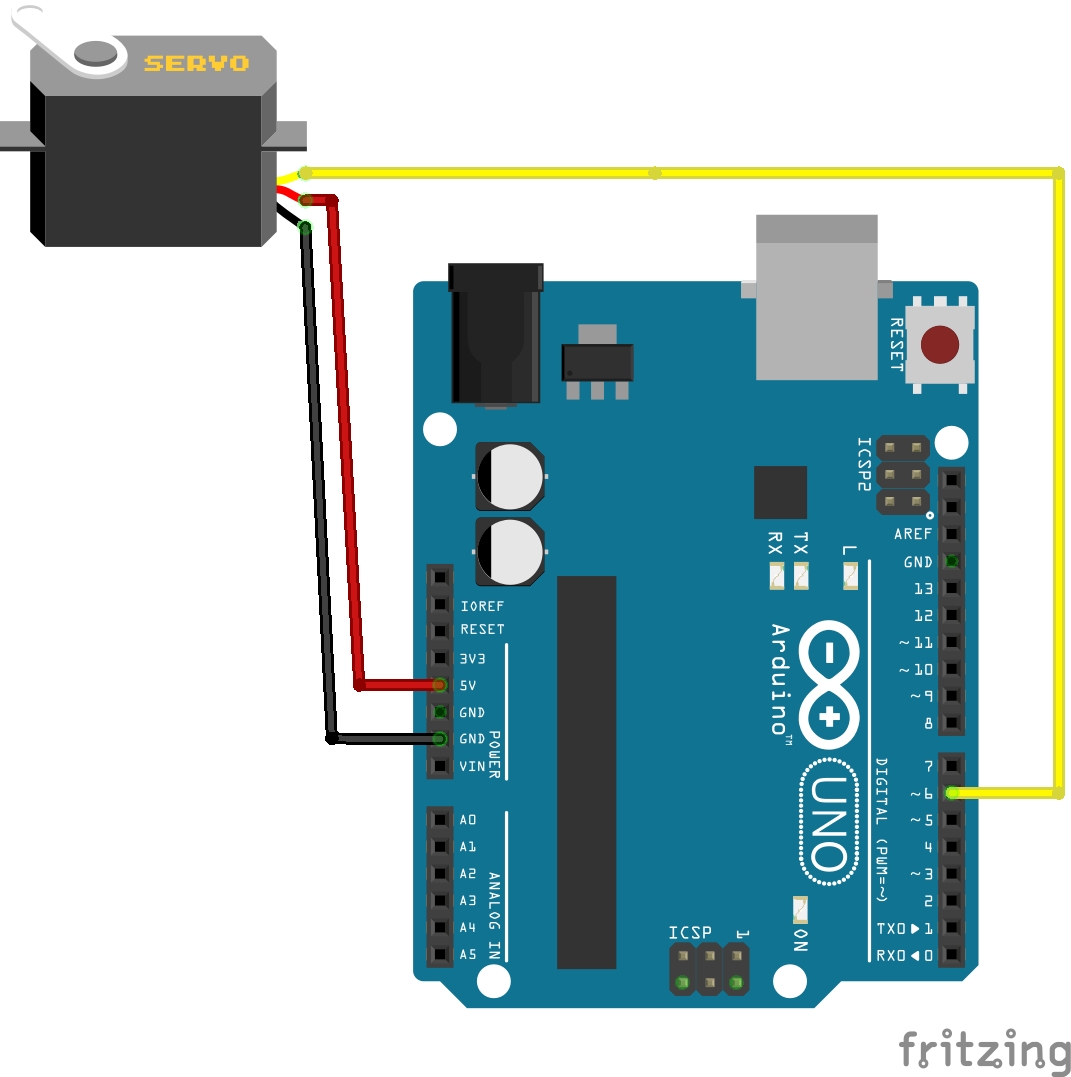 SERVO
RESET
ICSP2
AREF
GND
RX
TX
L
13
12
~11
~10
~9
8
IOREF
RESET
3V3
5V
GND
GND
VIN
POWER
Arduino™
7
~6
~5
4
~3
2
TX0▶1
RX0◀0
DIGITAL (PWM=~)
UNO
A0
A1
A2
A3
A4
A5
ANALOG IN
ON
ICSP
1
fritzing